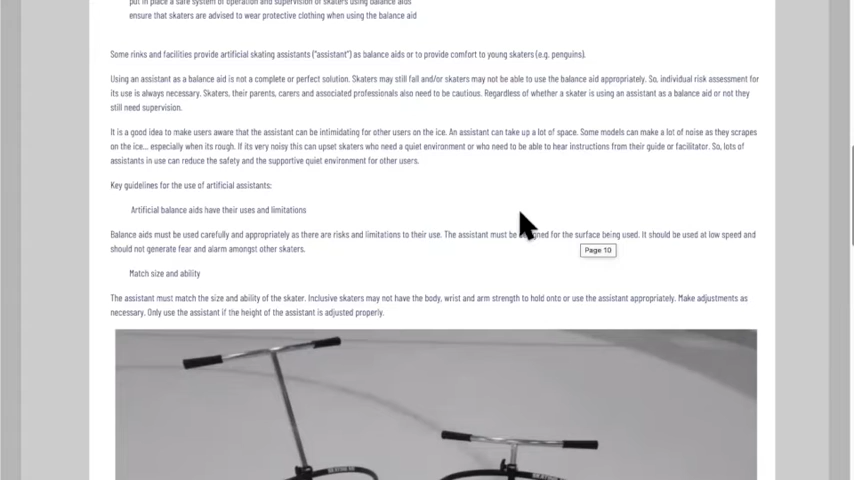 put in place a safe system of operation and supervision of skaters using balance aids
ensure that skaters are advised to wear protective clothing when using the balance aid
Some rinks and facilities provide artificial skating assistants ("assistant") as balance aids or to provide comfort to young skaters (e.g. penguins).
Using an assistant as a balance aid is not a complete or perfect solution. Skaters may still fall and/or skaters may not be able to use the balance aid appropriately. So, individual risk assessment for
its use is always necessary. Skaters, their parents, carers and associated professionals also need to be cautious. Regardless of whether a skater is using an assistant as a balance aid or not they
still need supervision.
It is a good idea to make users aware that the assistant can be intimidating for other users on the ice. An assistant can take up a lot of space. Some models can make a lot of noise as they scrapes
on the ice... especially when its rough. If its very noisy this can upset skaters who need a quiet environment or who need to be able to hear instructions from their guide or facilitator. So, lots of
assistants in use can reduce the safety and the supportive quiet environment for other users.
Key guidelines for the use of artificial assistants:
Artificial balance aids have their uses and limitations
Balance aids must be used carefully and appropriately as there are risks and limitations to their use. The assistant must be for the surface being used. It should be used at low speed and
should not generate fear and alarm amongst other skaters.
Page 10
Match size and ability
The assistant must match the size and ability of the skater. Inclusive skaters may not have the body, wrist and arm strength to hold onto or use the assistant appropriately. Make adjustments as
necessary. Only use the assistant if the height of the assistant is adjusted properly.